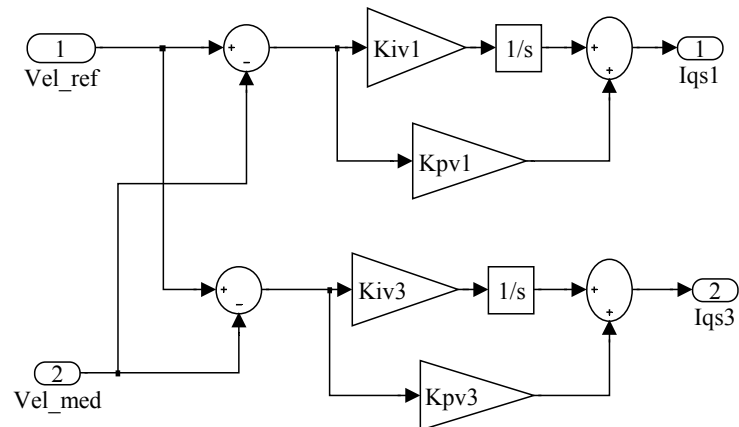 1
Vel_ref
+
-
Kiv1
1/s
+
+
1
Iqs1
Kpv1
+
-
Kiv3
1/s
+
+
2
Iqs3
2
Vel_med
Kpv3